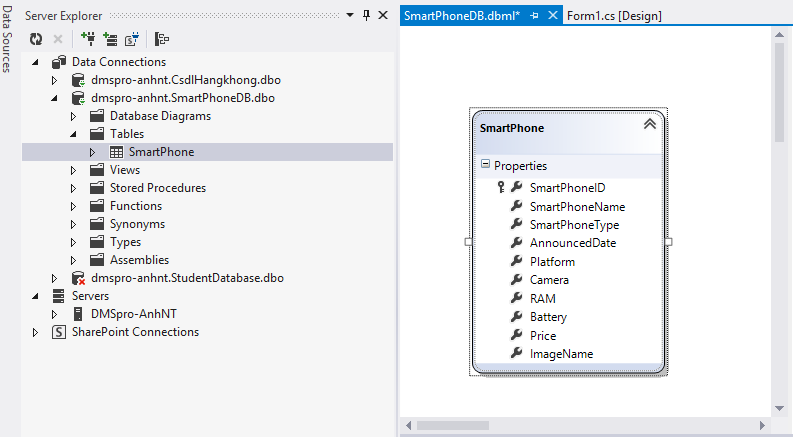 Data Sources
Server Explorer
Data Connections
dmspro-anhnt.CsdlHangkhong.dbo
dmspro-anhnt.SmartPhoneDB.dbo
Database Diagrams
Tables
SmartPhone
Views
Stored Procedures
Functions
Synonyms
Types
Assemblies
dmspro-anhnt.StudentDatabase.dbo
Servers
DMSpro-AnhNT
SharePoint Connections
SmartPhoneDB.dbml* Form1.cs [Design]
SmartPhone
Properties
SmartPhoneID
SmartPhoneName
SmartPhoneType
AnnouncedDate
Platform
Camera
RAM
Battery
Price
ImageName